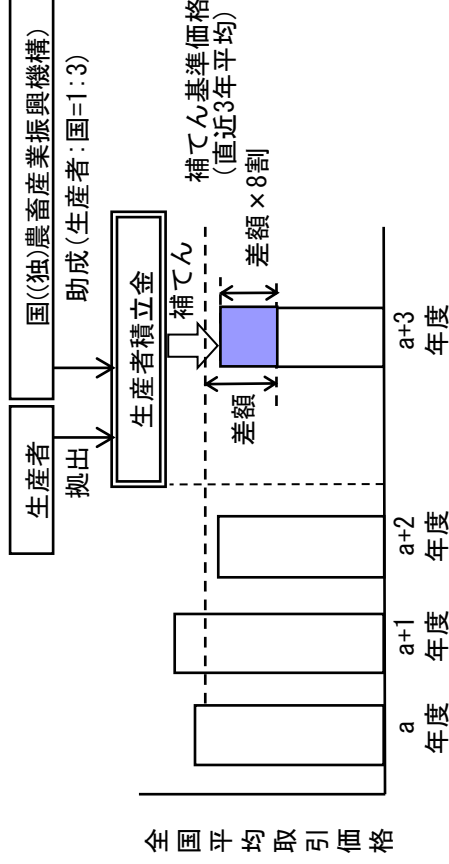 生産者
国((独)農畜産業振興機構)
拠出
助成(生産者:国=1:3)
生産者積立金
補てん
補てん基準価格
(直近3年平均)
差額
差額×8割
全国平均取引価格
a
年度
a+1
年度
a+2
年度
a+3
年度